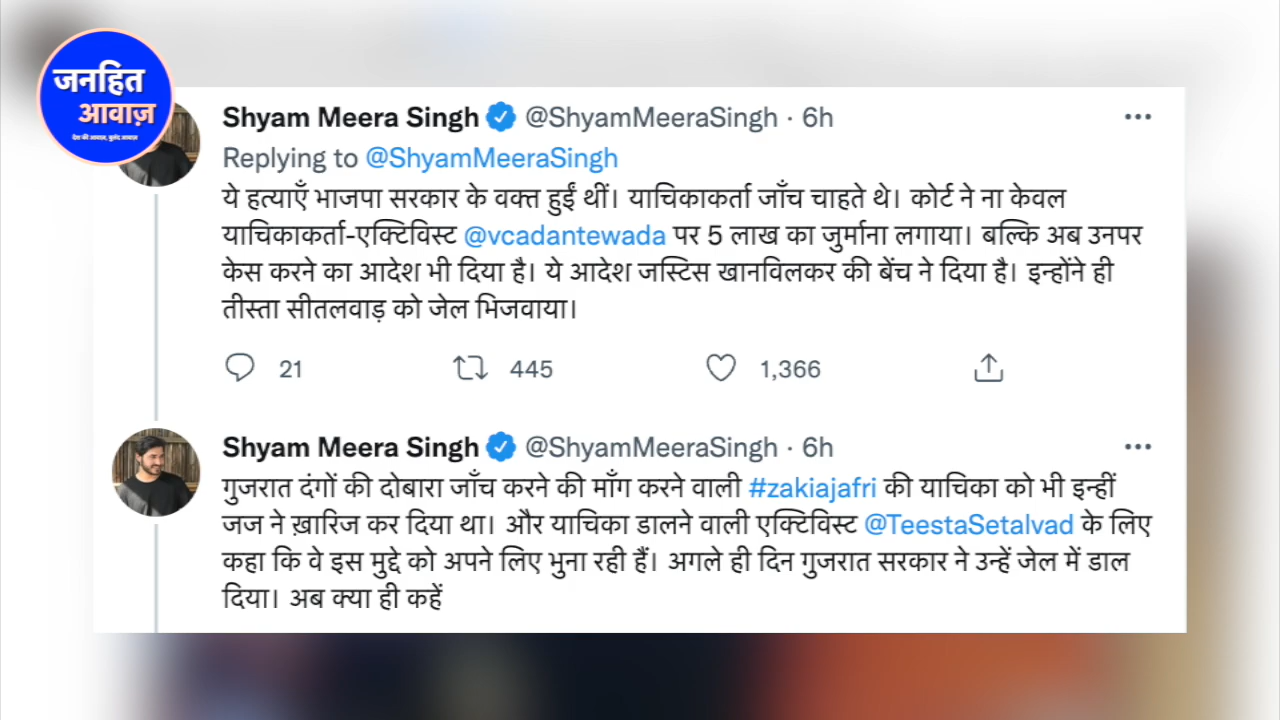 जनहित
आवाज़
देश की आवाज़, बुलंद आवाज़
Shyam Meera Singh @ShyamMeeraSingh · 6h
Replying to @ShyamMeeraSingh
ये हत्याएँ भाजपा सरकार के वक्त हुईं थीं। याचिकाकर्ता जाँच चाहते थे। कोर्ट ने ना केवल
याचिकाकर्ता-एक्टिविस्ट @vcadantewada पर 5 लाख का जुर्माना लगाया। बल्कि अब उनपर
केस करने का आदेश भी दिया है। ये आदेश जस्टिस खानविलकर की बेंच ने दिया है। इन्होंने ही
तीस्ता सीतलवाड़ को जेल भिजवाया।
21 445 1,366
Shyam Meera Singh @ShyamMeeraSingh · 6h
गुजरात दंगों की दोबारा जाँच करने की माँग करने वाली #zakiajafri की याचिका को भी इन्हीं
जज ने ख़ारिज कर दिया था। और याचिका डालने वाली एक्टिविस्ट @TeestaSetalvad के लिए
कहा कि वे इस मुद्दे को अपने लिए भुना रही हैं। अगले ही दिन गुजरात सरकार ने उन्हें जेल में डाल
दिया। अब क्या ही कहें